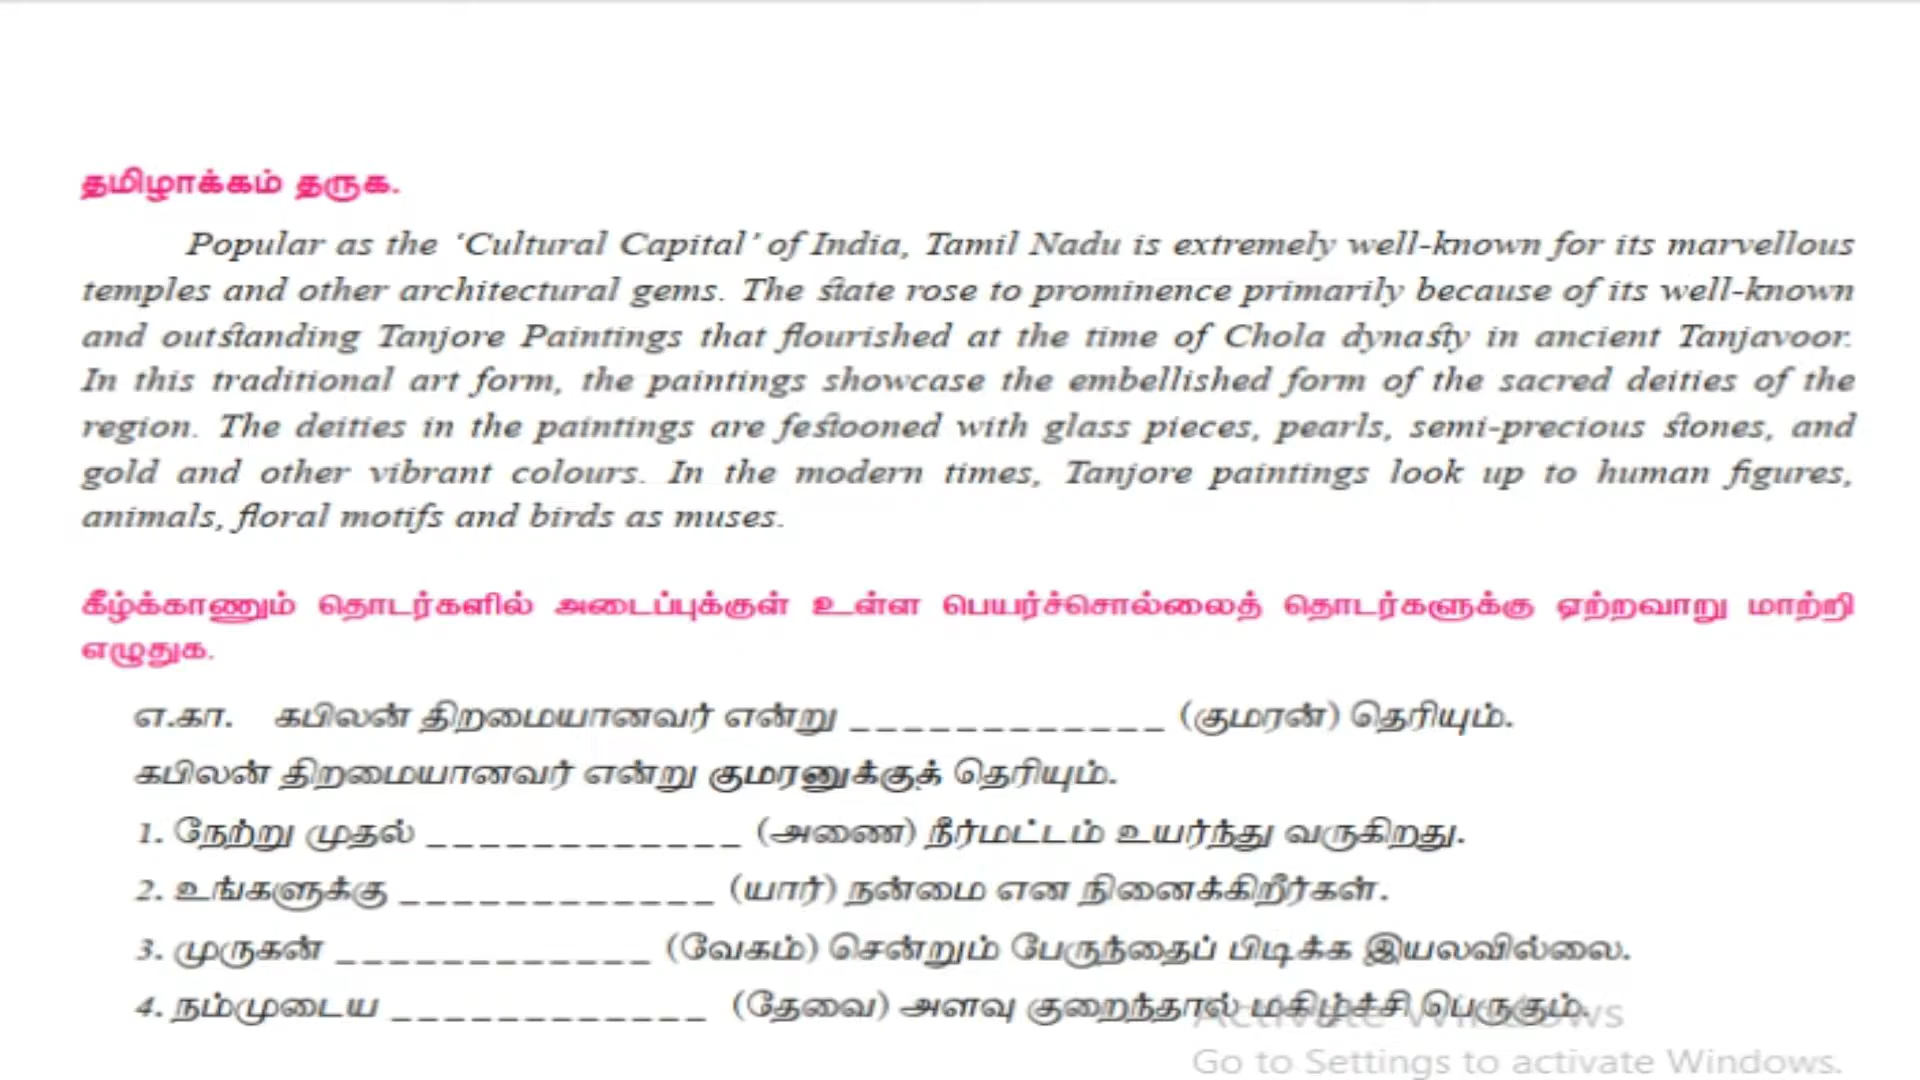 தமிழாக்கம் தருக.
Popular as the ‘Cultural Capital’ of India, Tamil Nadu is extremely well-known for its marvellous
temples and other architectural gems. The state rose to prominence primarily because of its well-known
and outstanding Tanjore Paintings that flourished at the time of Chola dynasty in ancient Tanjavoor.
In this traditional art form, the paintings showcase the embellished form of the sacred deities of the
region. The deities in the paintings are festooned with glass pieces, pearls, semi-precious stones, and
gold and other vibrant colours. In the modern times, Tanjore paintings look up to human figures,
animals, floral motifs and birds as muses.
கீழ்க்காணும் தொடர்களில் அடைப்புக்குள் உள்ள பெயர்ச்சொல்லைத் தொடர்களுக்கு ஏற்றவாறு மாற்றி
எழுதுக.
எ.கா. கபிலன் திறமையானவர் என்று _ _ _ _ _ _ _ _ _ _ _ _ (குமரன்) தெரியும்.
கபிலன் திறமையானவர் என்று குமரனுக்குத் தெரியும்.
1. நேற்று முதல் _ _ _ _ _ _ _ _ _ _ _ _ (அணை) நீர்மட்டம் உயர்ந்து வருகிறது.
2. உங்களுக்கு _ _ _ _ _ _ _ _ _ _ _ _ (யார்) நன்மை என நினைக்கிறீர்கள்.
3. முருகன் _ _ _ _ _ _ _ _ _ _ _ _ (வேகம்) சென்றும் பேருந்தைப் பிடிக்க இயலவில்லை.
4. நம்முடைய _ _ _ _ _ _ _ _ _ _ _ _ (தேவை) அளவு குறைந்தால் மகிழ்ச்சி பெருகும்.
Activate Windows
Go to Settings to activate Windows.